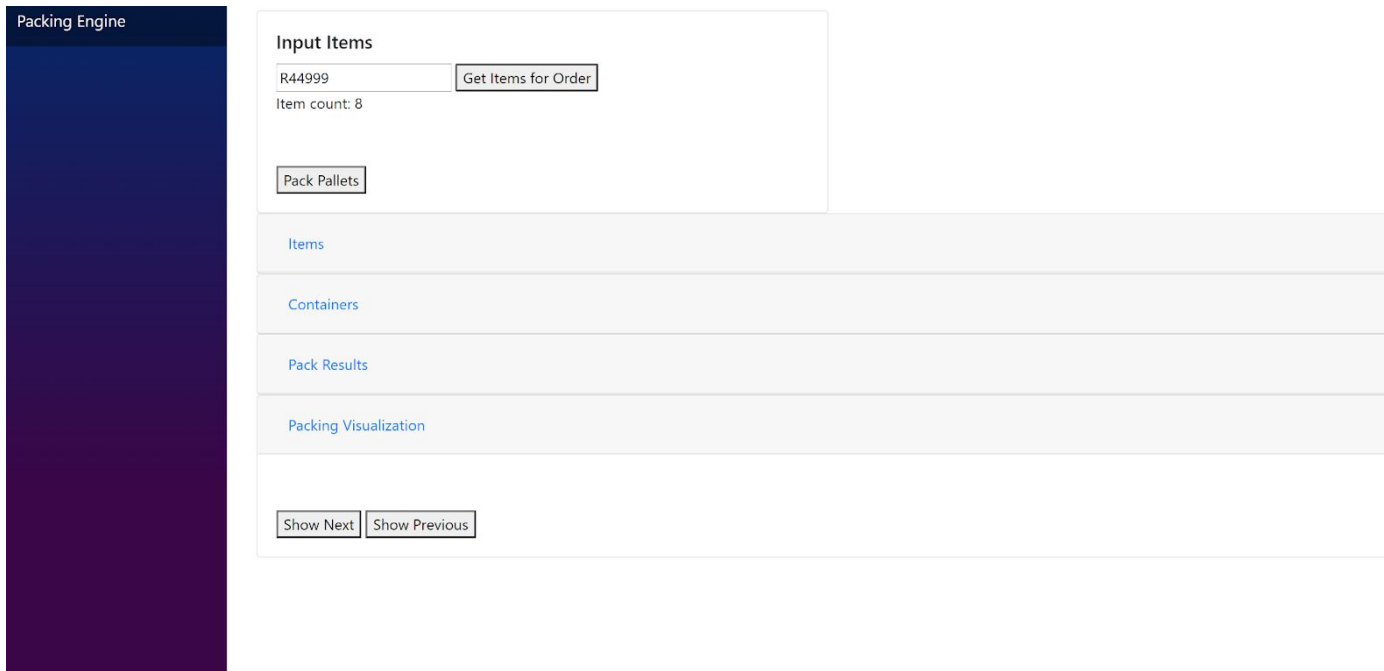 Packing Engine
Input Items
R44999 Get Items for Order
Item count: 8
Pack Pallets
Items
Containers
Pack Results
Packing Visualization
Show Next Show Previous